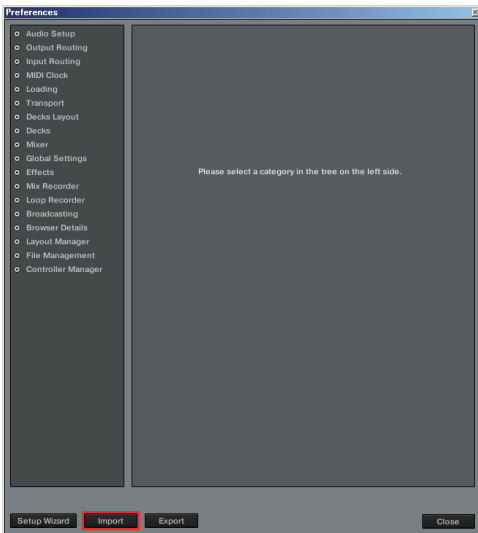 Preferences
Audio Setup
Output Routing
Input Routing
MIDI Clock
Loading
Transport
Decks Layout
Decks
Mixer
Global Settings
Effects
Mix Recorder
Loop Recorder
Broadcasting
Browser Details
Layout Manager
File Management
Controller Manager
Please select a category in the tree on the left side.
Setup Wizard Import Export Close